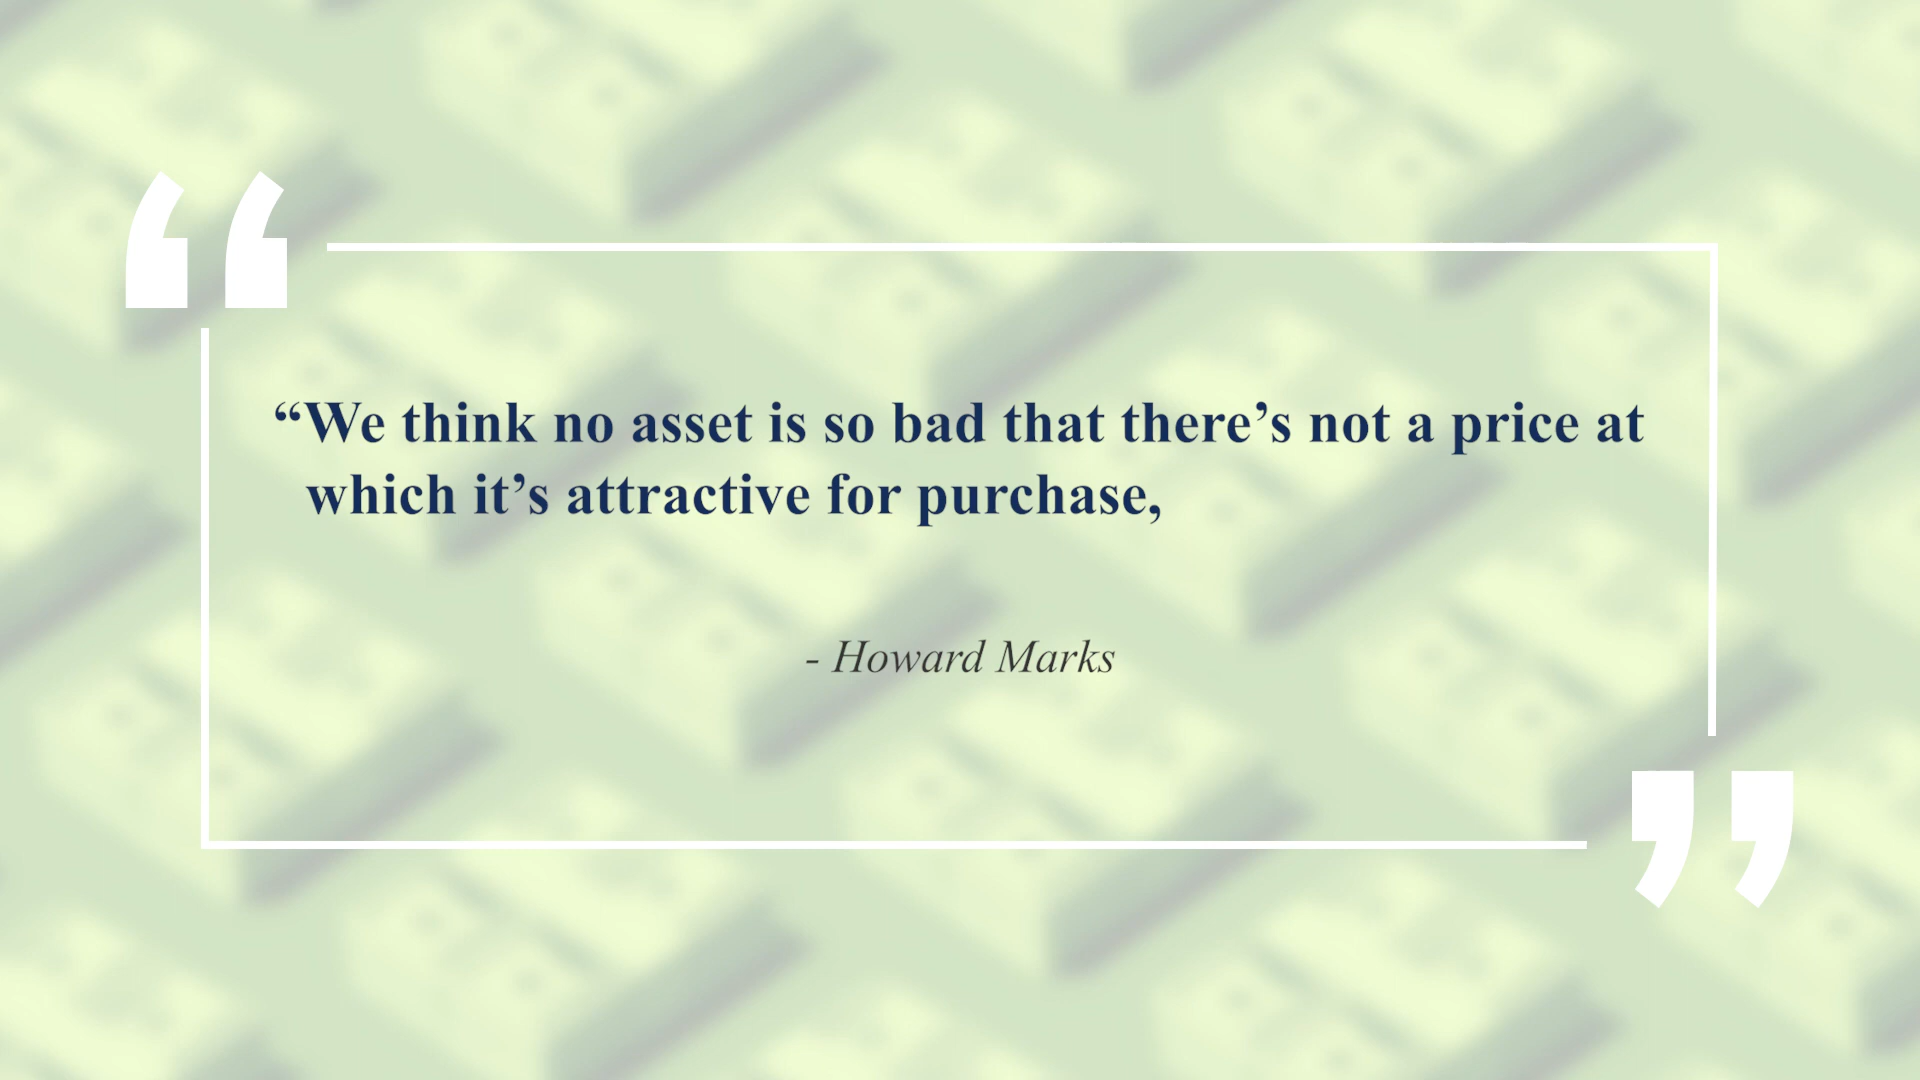 “We think no asset is so bad that there’s not a price at
which it’s attractive for purchase,
- Howard Marks